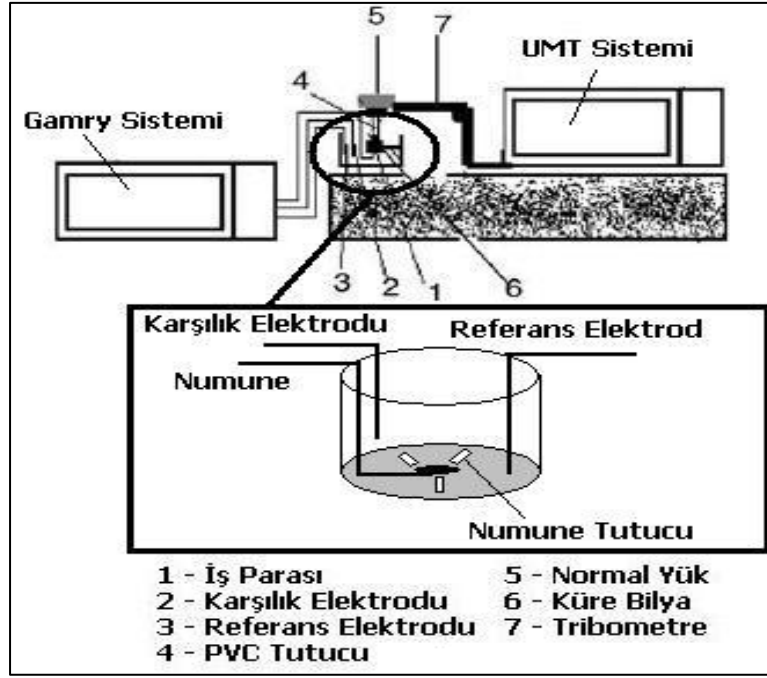 5
7
UMT Sistemi
4
Gamry Sistemi
3
2
1
6
Karşılık Elektrodu
Referans Elektrod
Numune
Numune Tutucu
1 - İş Parası
2 - Karşılık Elektrodu
3 - Referans Elektrodu
4 - PVC Tutucu
5 - Normal Yük
6 - Küre Bilya
7 - Tribometre